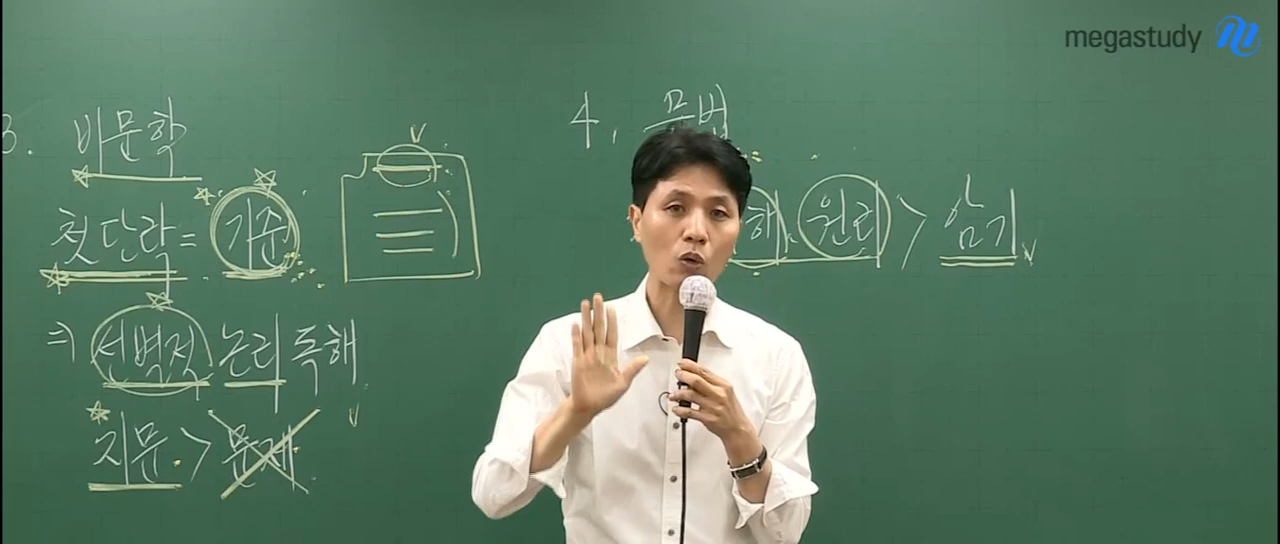 megastudy
3. 비문학
첫 단락 = 기준
⇒ 선별적 논리 독해
지문 > 문제
4. 문법
해, 원리 > 암기